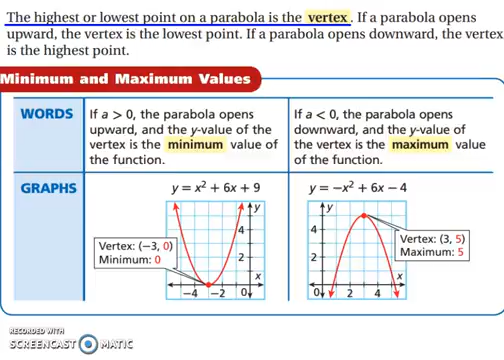 The highest or lowest point on a parabola is the vertex. If a parabola opens
upward, the vertex is the lowest point. If a parabola opens downward, the vertex
is the highest point.
Minimum and Maximum Values
WORDS
If a > 0, the parabola opens
upward, and the y-value of the
vertex is the minimum value of
the function.
If a < 0, the parabola opens
downward, and the y-value of
the vertex is the maximum value
of the function.
GRAPHS
y = x² + 6x + 9
y
4
2
Vertex: (−3, 0)
Minimum: 0
x
−4 −2 0
y = −x² + 6x − 4
y
4
2
Vertex: (3, 5)
Maximum: 5
x
0 2 4
RECORDED WITH
SCREENCAST MATIC